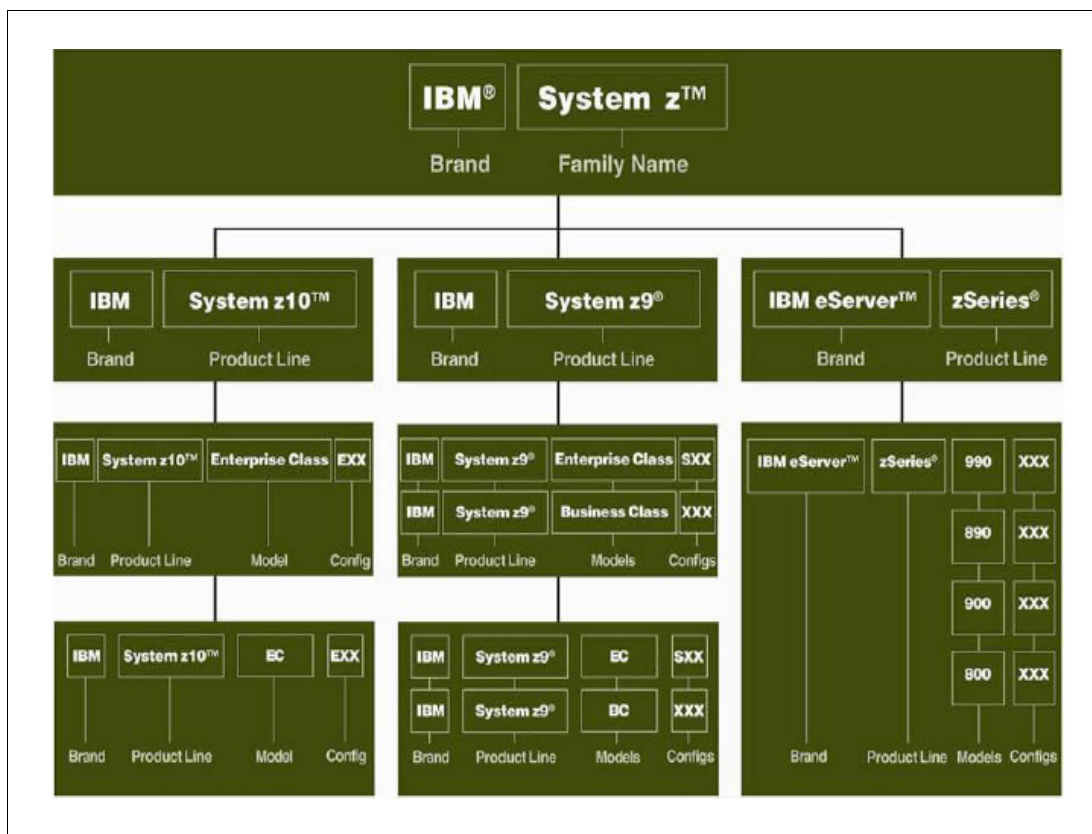 IBM® System z™
Brand Family Name
IBM System z10™
Brand Product Line
IBM System z9®
Brand Product Line
IBM eServer™ zSeries®
Brand Product Line
IBM System z10™ Enterprise Class EXX
Brand Product Line Model Config
IBM System z9® Enterprise Class SXX
IBM System z9® Business Class XXX
Brand Product Line Models Configs
IBM eServer™ zSeries® 990 XXX
890 XXX
900 XXX
800 XXX
Brand Product Line Models Configs
IBM System z10™ EC EXX
Brand Product Line Model Config
IBM System z9® EC SXX
IBM System z9® BC XXX
Brand Product Line Models Configs